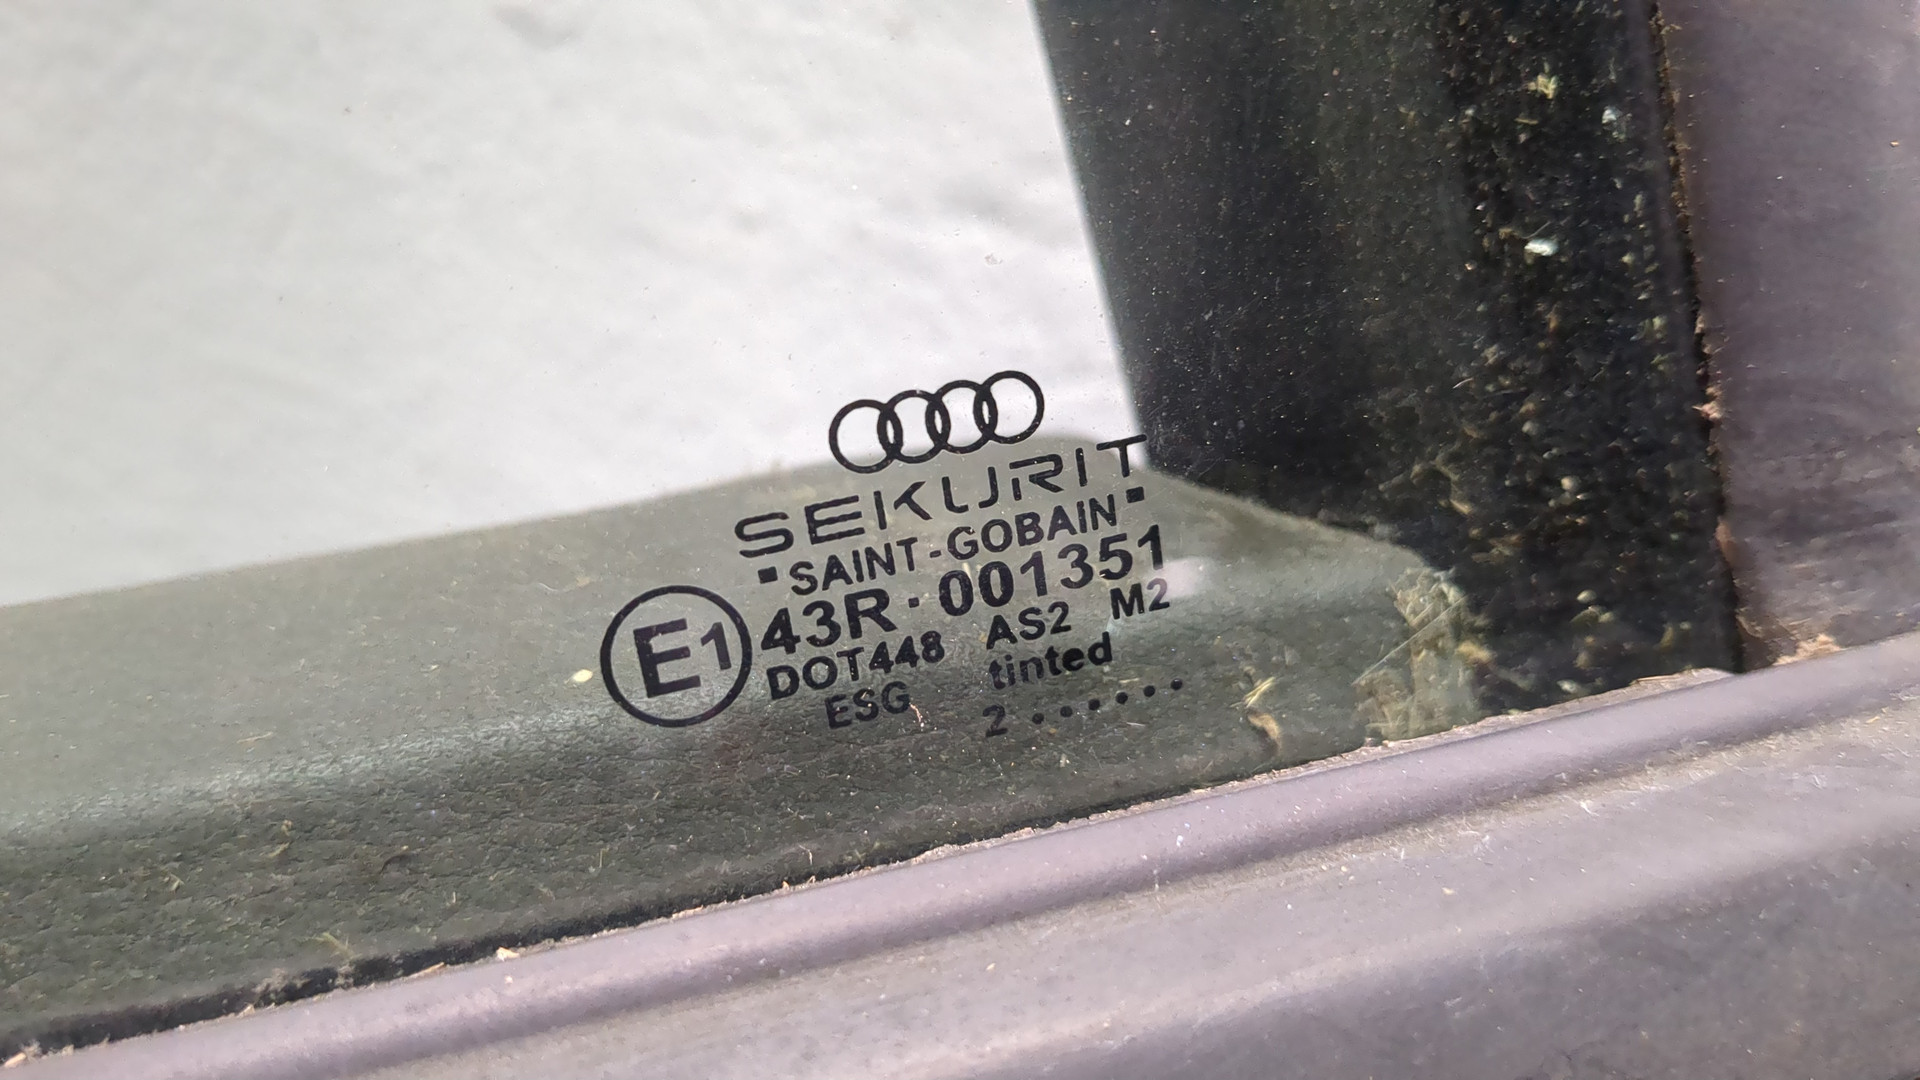 SEKURIT
▪SAINT-GOBAIN▪
E1 43R·001351
DOT448 AS2 M2
ESG tinted
2 ······